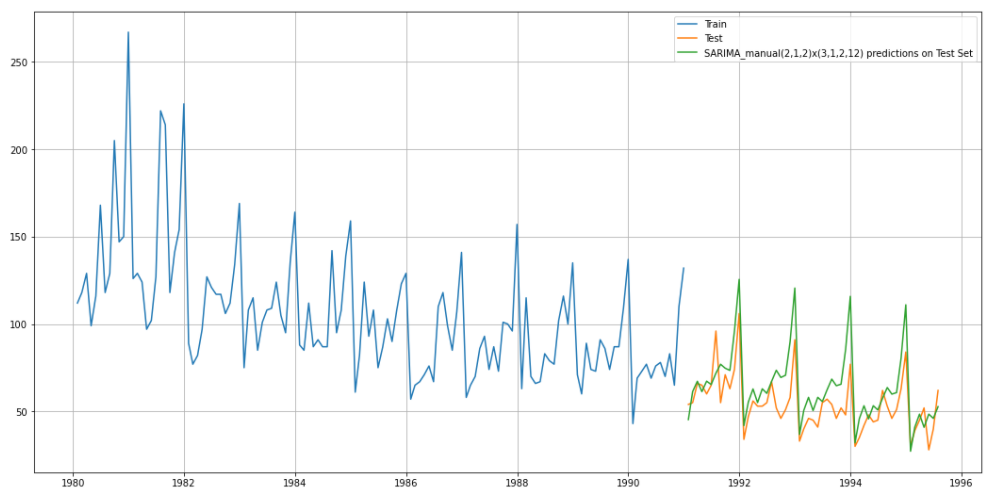 Train
Test
SARIMA_manual(2,1,2)x(3,1,2,12) predictions on Test Set
250
200
150
100
50
1980 1982 1984 1986 1988 1990 1992 1994 1996